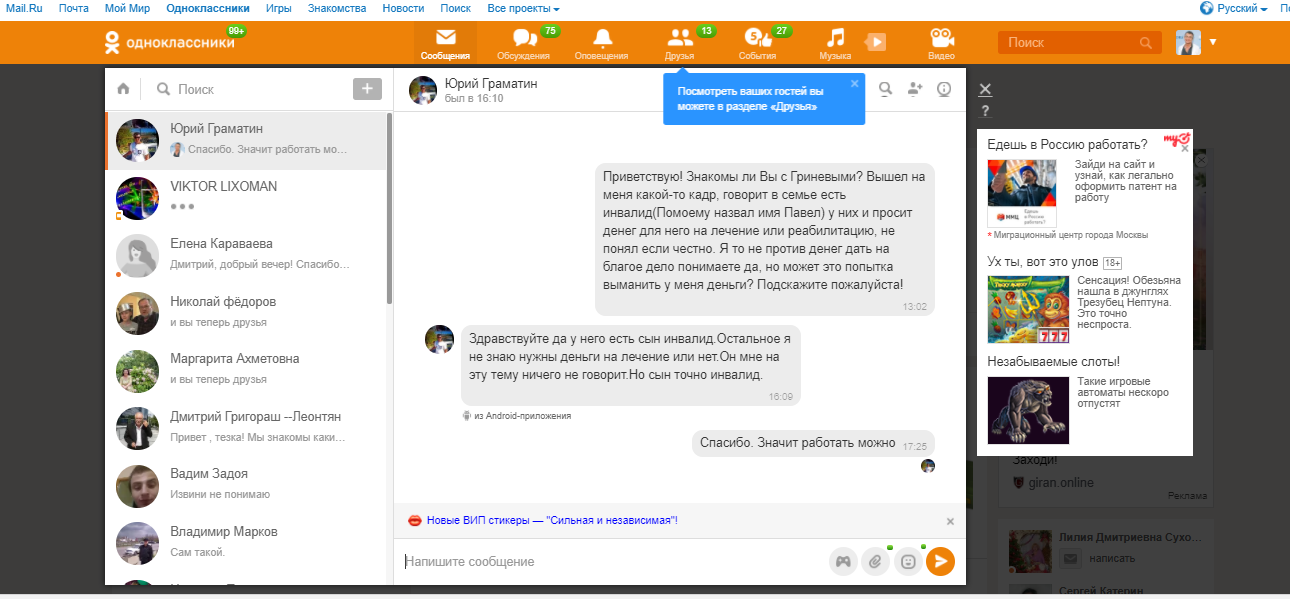 Mail.Ru Почта Мой Мир Одноклассники Игры Знакомства Новости Поиск Все проекты Русский
одноклассники 99+
Сообщения
75 Обсуждения
Оповещения
13 Друзья
5 27 События
Музыка
Видео
Поиск
Посмотреть ваших гостей вы
можете в разделе «Друзья»
Поиск
Юрий Граматин
Спасибо. Значит работать мо...
VIKTOR LIXOMAN
Елена Караваева
Дмитрий, добрый вечер! Спасибо...
Николай фёдоров
и вы теперь друзья
Маргарита Ахметовна
и вы теперь друзья
Дмитрий Григораш --Леонтян
Привет , тезка! Мы знакомы каки...
Вадим Задоя
Извини не понимаю
Владимир Марков
Сам такой.
Юрий Граматин
был в 16:10
Приветствую! Знакомы ли Вы с Гриневыми? Вышел на
меня какой-то кадр, говорит в семье есть
инвалид(Помоему назвал имя Павел) у них и просит
денег для него на лечение или реабилитацию, не
понял если честно. Я то не против денег дать на
благое дело понимаете да, но может это попытка
выманить у меня деньги? Подскажите пожалуйста!
13:02
Здравствуйте да у него есть сын инвалид.Остальное я
не знаю нужны деньги на лечение или нет.Он мне на
эту тему ничего не говорит.Но сын точно инвалид.
16:09
из Android-приложения
Спасибо. Значит работать можно 17:25
Новые ВИП стикеры — "Сильная и независимая"!
Напишите сообщение
?
Едешь в Россию работать?
Зайди на сайт и
узнай, как легально
оформить патент на
работу
* Миграционный центр города Москвы
Ух ты, вот это улов 18+
Сенсация! Обезьяна
нашла в джунглях
Трезубец Нептуна.
Это точно
неспроста.
777
Незабываемые слоты!
Такие игровые
автоматы нескоро
отпустят
Заходи!
giran.online
Реклама
Лилия Дмитриевна Сухо...
написать
Сергей Катерин